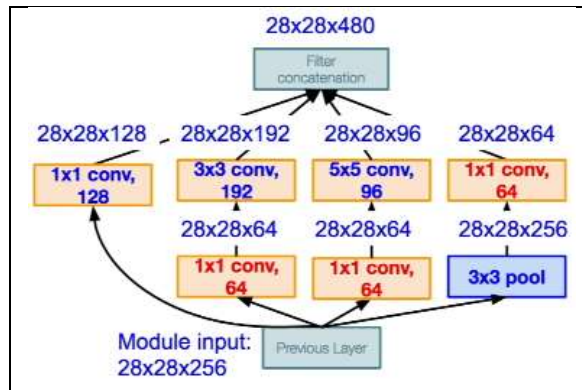 28x28x480
Filter
concatenation
28x28x128 28x28x192 28x28x96 28x28x64
1x1 conv,
128
3x3 conv,
192
5x5 conv,
96
1x1 conv,
64
28x28x64 28x28x64 28x28x256
1x1 conv,
64
1x1 conv,
64
3x3 pool
Module input:
28x28x256
Previous Layer